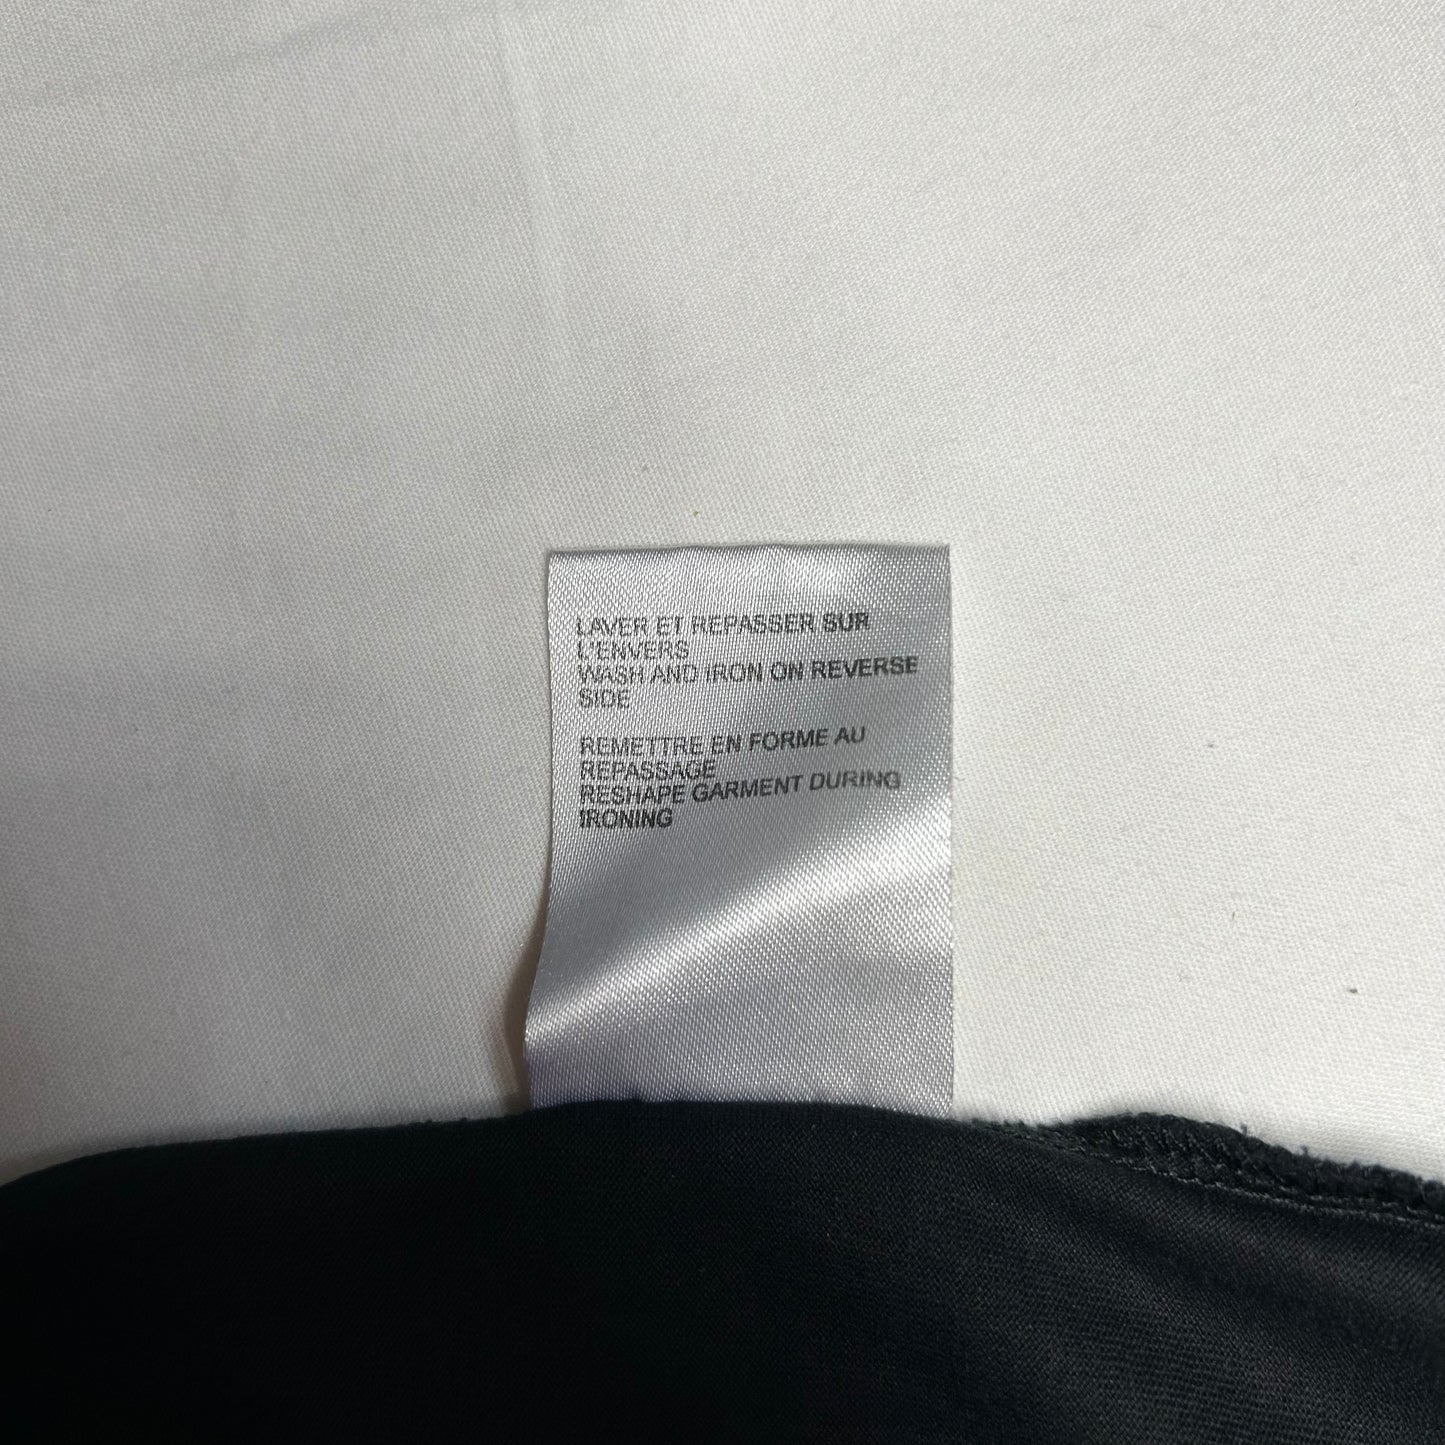 LAVER ET REPASSER SUR
L'ENVERS
WASH AND IRON ON REVERSE
SIDE
REMETTRE EN FORME AU
REPASSAGE
RESHAPE GARMENT DURING
IRONING